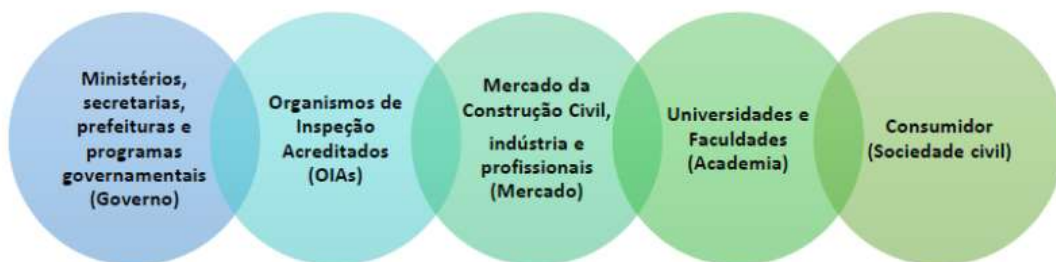 Ministérios,
secretarias,
prefeituras e
programas
governamentais
(Governo)
Organismos de
Inspeção
Acreditados
(OIAs)
Mercado da
Construção Civil,
indústria e
profissionais
(Mercado)
Universidades e
Faculdades
(Academia)
Consumidor
(Sociedade civil)